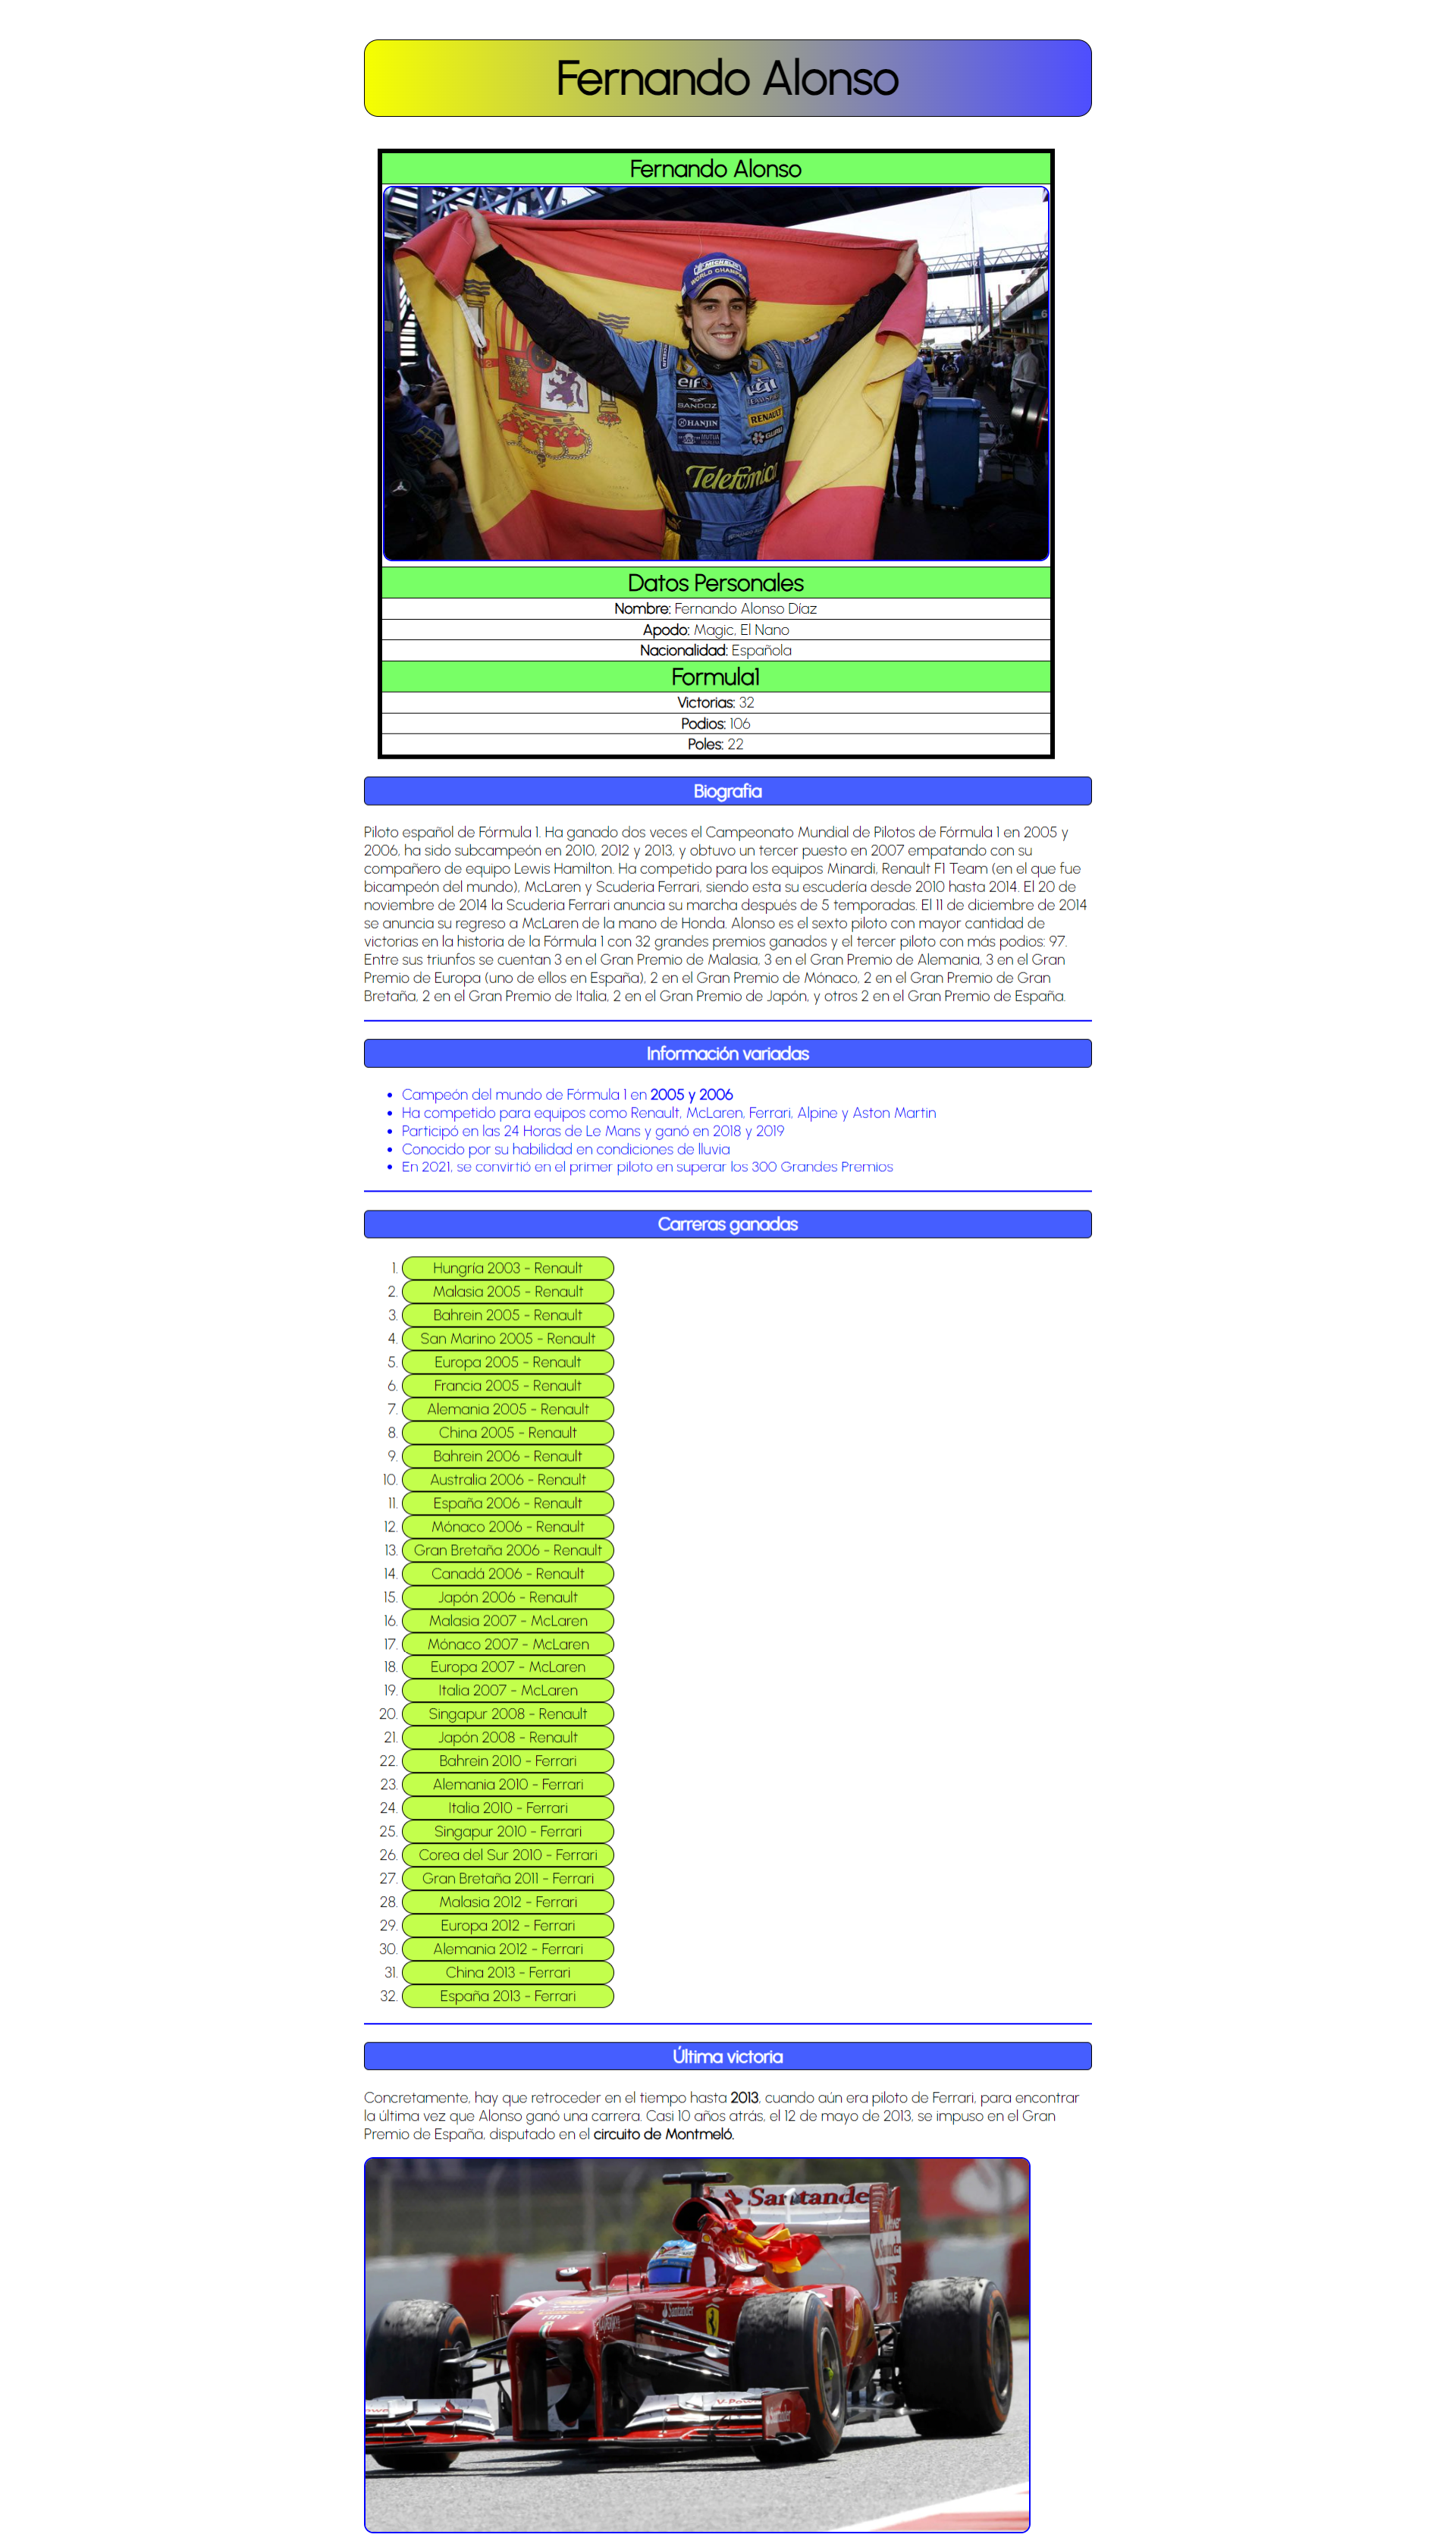 Fernando Alonso
Fernando Alonso
MICHELIN
WORLD CHAMPION
elf
SANDOZ
HANJIN
MUTUA
RENAULT
Telefónica
Datos Personales
Nombre: Fernando Alonso Díaz
Apodo: Magic, El Nano
Nacionalidad: Española
Formula1
Victorias: 32
Podios: 106
Poles: 22
Biografia
Piloto español de Fórmula 1. Ha ganado dos veces el Campeonato Mundial de Pilotos de Fórmula 1 en 2005 y
2006, ha sido subcampeón en 2010, 2012 y 2013, y obtuvo un tercer puesto en 2007 empatando con su
compañero de equipo Lewis Hamilton. Ha competido para los equipos Minardi, Renault F1 Team (en el que fue
bicampeón del mundo), McLaren y Scuderia Ferrari, siendo esta su escudería desde 2010 hasta 2014. El 20 de
noviembre de 2014 la Scuderia Ferrari anuncia su marcha después de 5 temporadas. El 11 de diciembre de 2014
se anuncia su regreso a McLaren de la mano de Honda. Alonso es el sexto piloto con mayor cantidad de
victorias en la historia de la Fórmula 1 con 32 grandes premios ganados y el tercer piloto con más podios: 97.
Entre sus triunfos se cuentan 3 en el Gran Premio de Malasia, 3 en el Gran Premio de Alemania, 3 en el Gran
Premio de Europa (uno de ellos en España), 2 en el Gran Premio de Mónaco, 2 en el Gran Premio de Gran
Bretaña, 2 en el Gran Premio de Italia, 2 en el Gran Premio de Japón, y otros 2 en el Gran Premio de España.
Información variadas
• Campeón del mundo de Fórmula 1 en 2005 y 2006
• Ha competido para equipos como Renault, McLaren, Ferrari, Alpine y Aston Martin
• Participó en las 24 Horas de Le Mans y ganó en 2018 y 2019
• Conocido por su habilidad en condiciones de lluvia
• En 2021, se convirtió en el primer piloto en superar los 300 Grandes Premios
Carreras ganadas
1. Hungría 2003 - Renault
2. Malasia 2005 - Renault
3. Bahrein 2005 - Renault
4. San Marino 2005 - Renault
5. Europa 2005 - Renault
6. Francia 2005 - Renault
7. Alemania 2005 - Renault
8. China 2005 - Renault
9. Bahrein 2006 - Renault
10. Australia 2006 - Renault
11. España 2006 - Renault
12. Mónaco 2006 - Renault
13. Gran Bretaña 2006 - Renault
14. Canadá 2006 - Renault
15. Japón 2006 - Renault
16. Malasia 2007 - McLaren
17. Mónaco 2007 - McLaren
18. Europa 2007 - McLaren
19. Italia 2007 - McLaren
20. Singapur 2008 - Renault
21. Japón 2008 - Renault
22. Bahrein 2010 - Ferrari
23. Alemania 2010 - Ferrari
24. Italia 2010 - Ferrari
25. Singapur 2010 - Ferrari
26. Corea del Sur 2010 - Ferrari
27. Gran Bretaña 2011 - Ferrari
28. Malasia 2012 - Ferrari
29. Europa 2012 - Ferrari
30. Alemania 2012 - Ferrari
31. China 2013 - Ferrari
32. España 2013 - Ferrari
Última victoria
Concretamente, hay que retroceder en el tiempo hasta 2013, cuando aún era piloto de Ferrari, para encontrar
la última vez que Alonso ganó una carrera. Casi 10 años atrás, el 12 de mayo de 2013, se impuso en el Gran
Premio de España, disputado en el circuito de Montmeló.
Santander
Santander
FIAT
V-Power